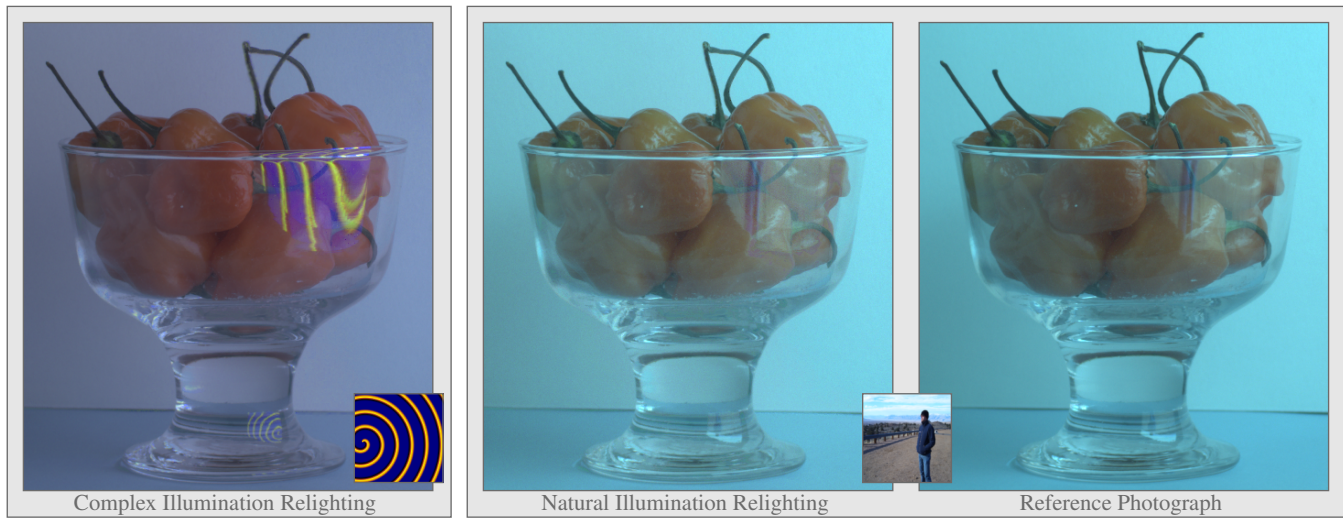 Complex Illumination Relighting
Natural Illumination Relighting
Reference Photograph